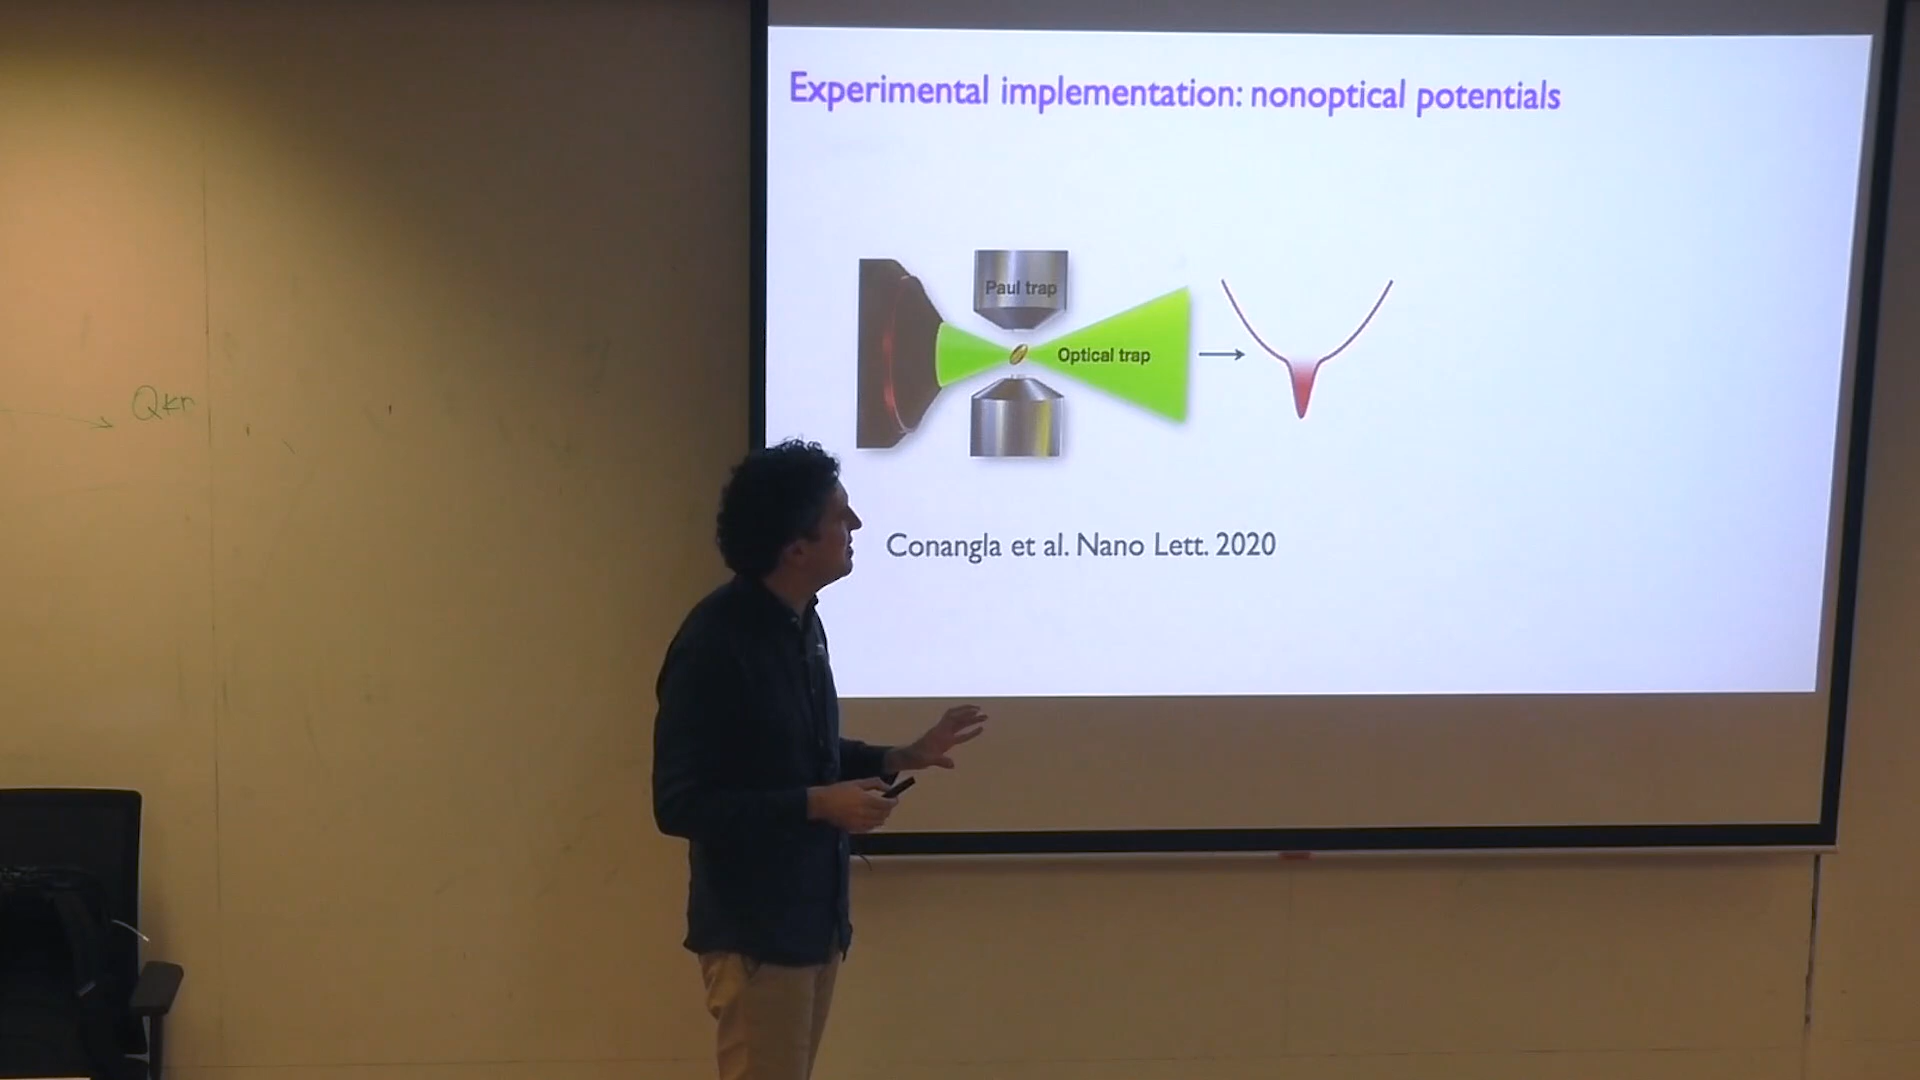 Experimental implementation: nonoptical potentials
Paul trap
Optical trap
Conangla et al. Nano Lett. 2020